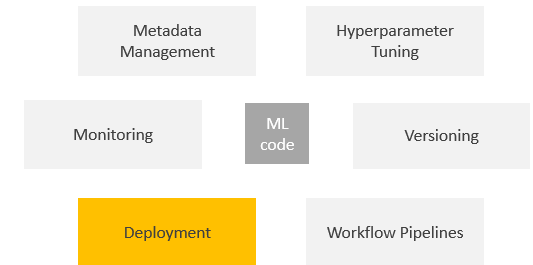 Metadata
Management
Hyperparameter
Tuning
Monitoring
ML
code
Versioning
Deployment
Workflow Pipelines